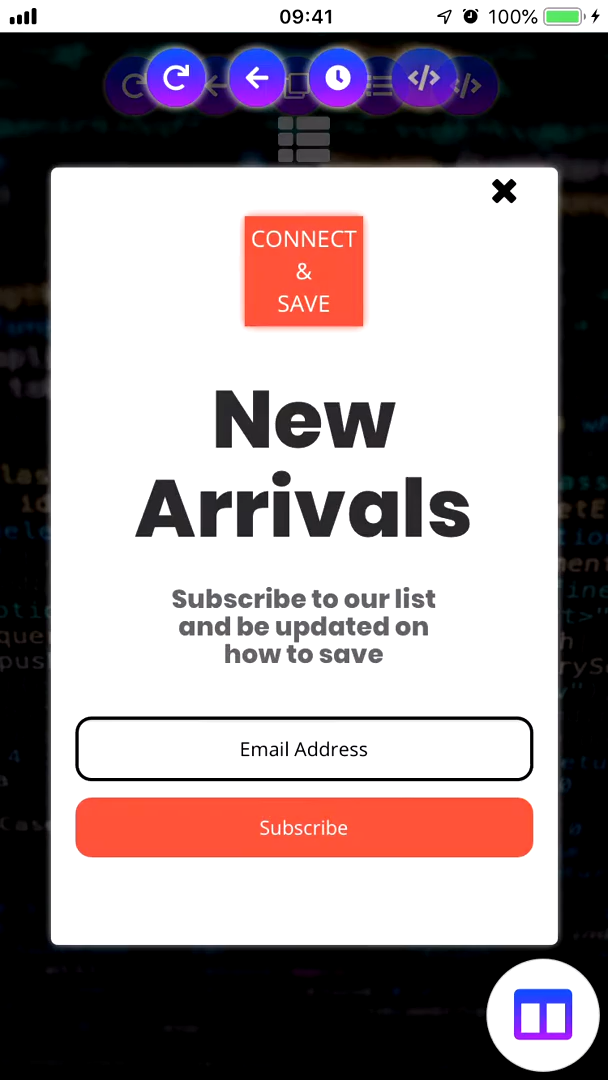 09:41
100%
CONNECT
&
SAVE
New
Arrivals
Subscribe to our list
and be updated on
how to save
Email Address
Subscribe